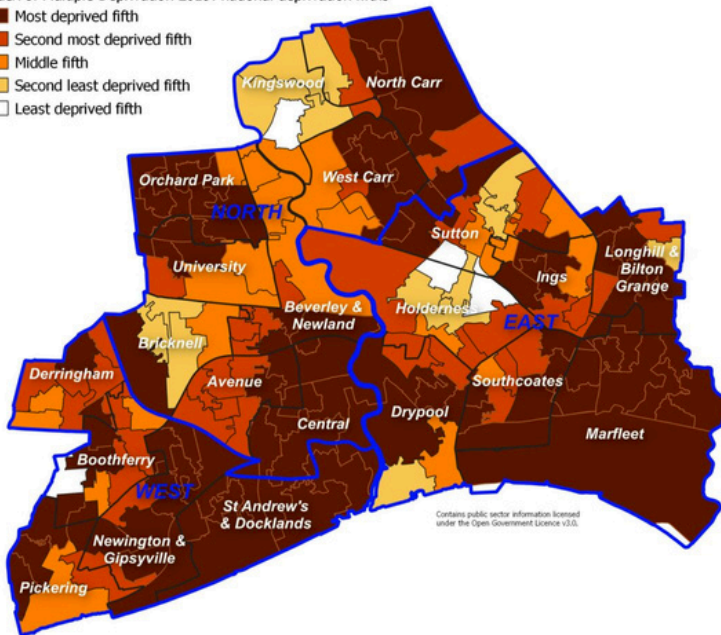 Most deprived fifth
Second most deprived fifth
Middle fifth
Second least deprived fifth
Least deprived fifth
Kingswood
North Carr
Orchard Park
West Carr
NORTH
Sutton
University
Longhill &
Bilton
Grange
Ings
Beverley &
Newland
Holderness
EAST
Bricknell
Derringham
Avenue
Southcoates
Central
Drypool
Marfleet
Boothferry
WEST
St Andrew's
& Docklands
Newington &
Gipsyville
Pickering
Contains public sector information licensed
under the Open Government Licence v3.0.